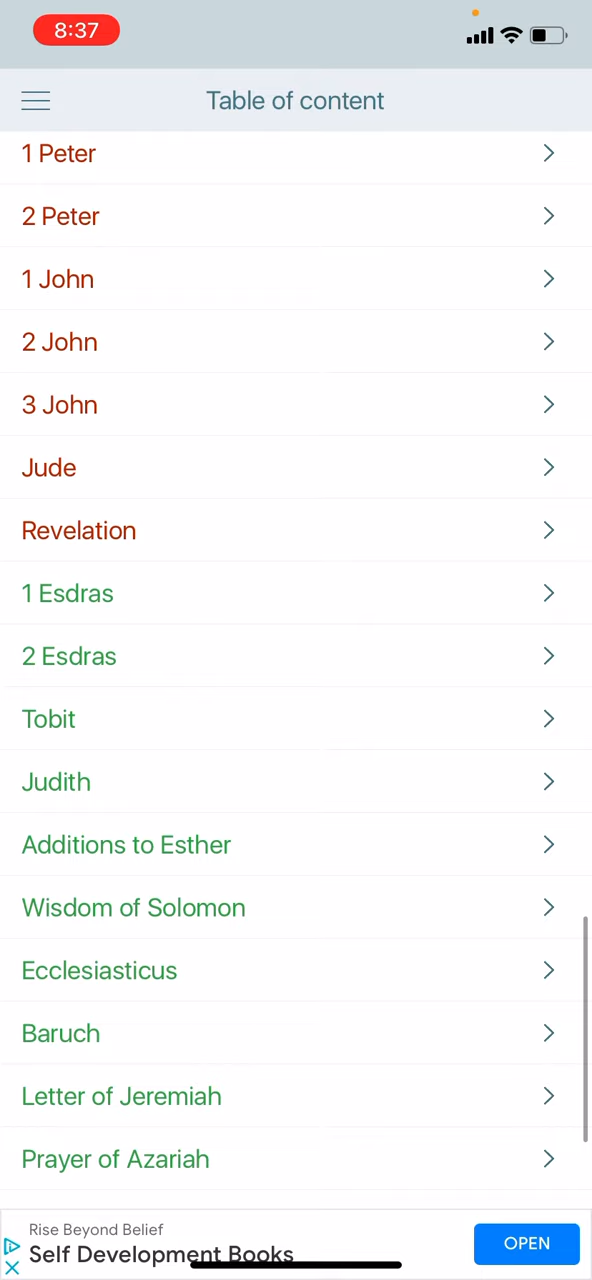 8:37
Table of content
1 Peter
2 Peter
1 John
2 John
3 John
Jude
Revelation
1 Esdras
2 Esdras
Tobit
Judith
Additions to Esther
Wisdom of Solomon
Ecclesiasticus
Baruch
Letter of Jeremiah
Prayer of Azariah
Rise Beyond Belief
Self Development Books
OPEN